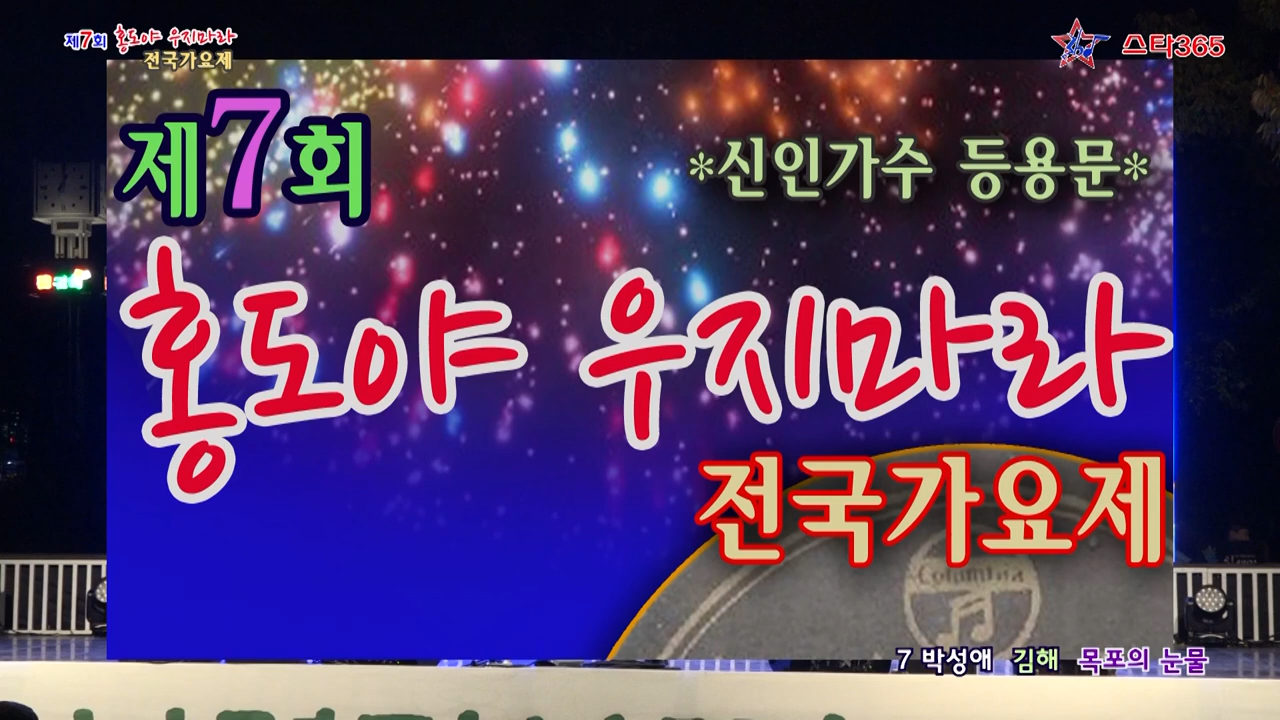 제7회 홍도야 우지마라
전국가요제
스타365
제7회
*신인가수 등용문*
홍도야 우지마라
전국가요제
Columbia
7 박성애 김해 목포의 눈물